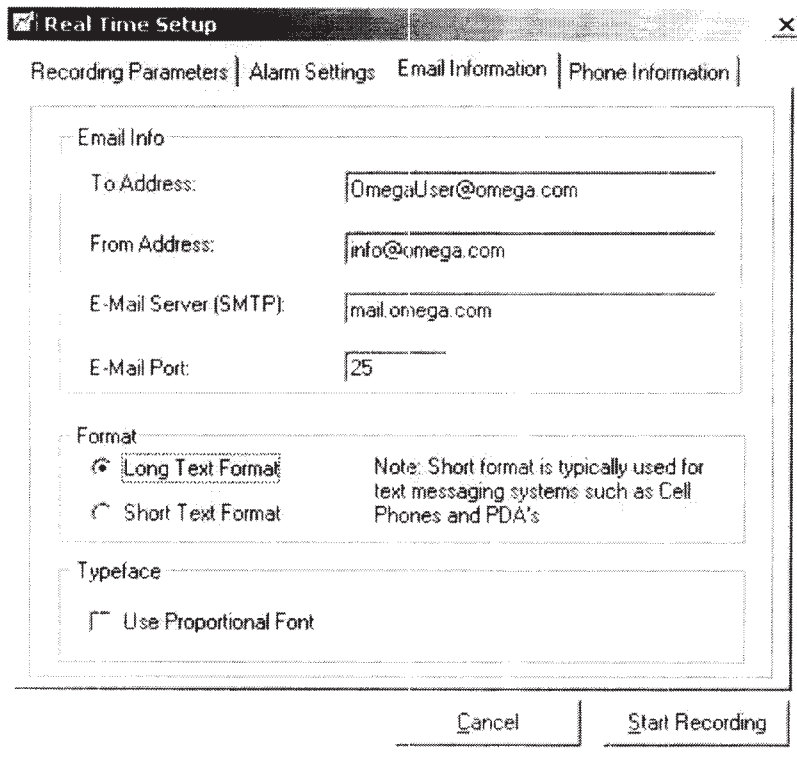 Real Time Setup
Recording Parameters Alarm Settings Email Information Phone Information
Email Info
To Address: OmegaUser@omega.com
From Address: info@omega.com
E-Mail Server (SMTP): mail.omega.com
E-Mail Port: 25
Format
Long Text Format
Short Text Format
Note: Short format is typically used for
text messaging systems such as Cell
Phones and PDA's
Typeface
Use Proportional Font
Cancel Start Recording